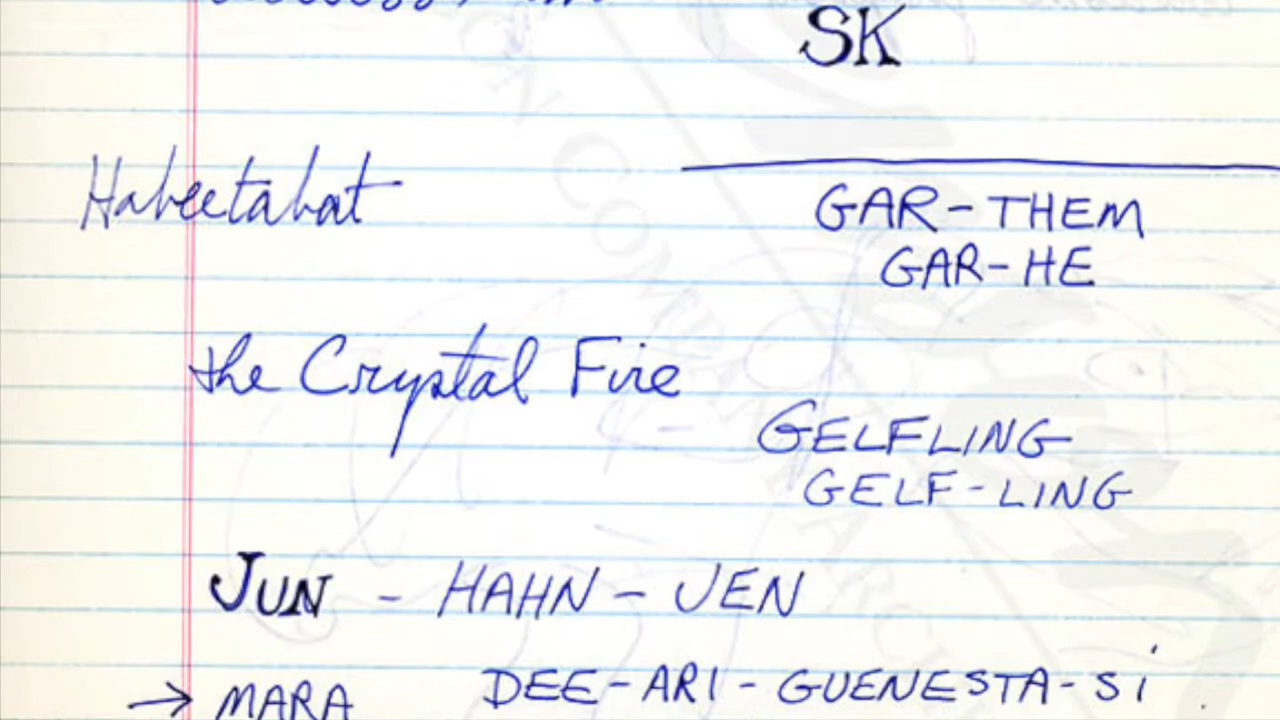 SK
Habeetabat
GAR-THEM
GAR-HE
the Crystal Fire
GELFLING
GELF-LING
JUN - HAHN - JEN
→ MARA DEE-ARI-GUENESTA-Si